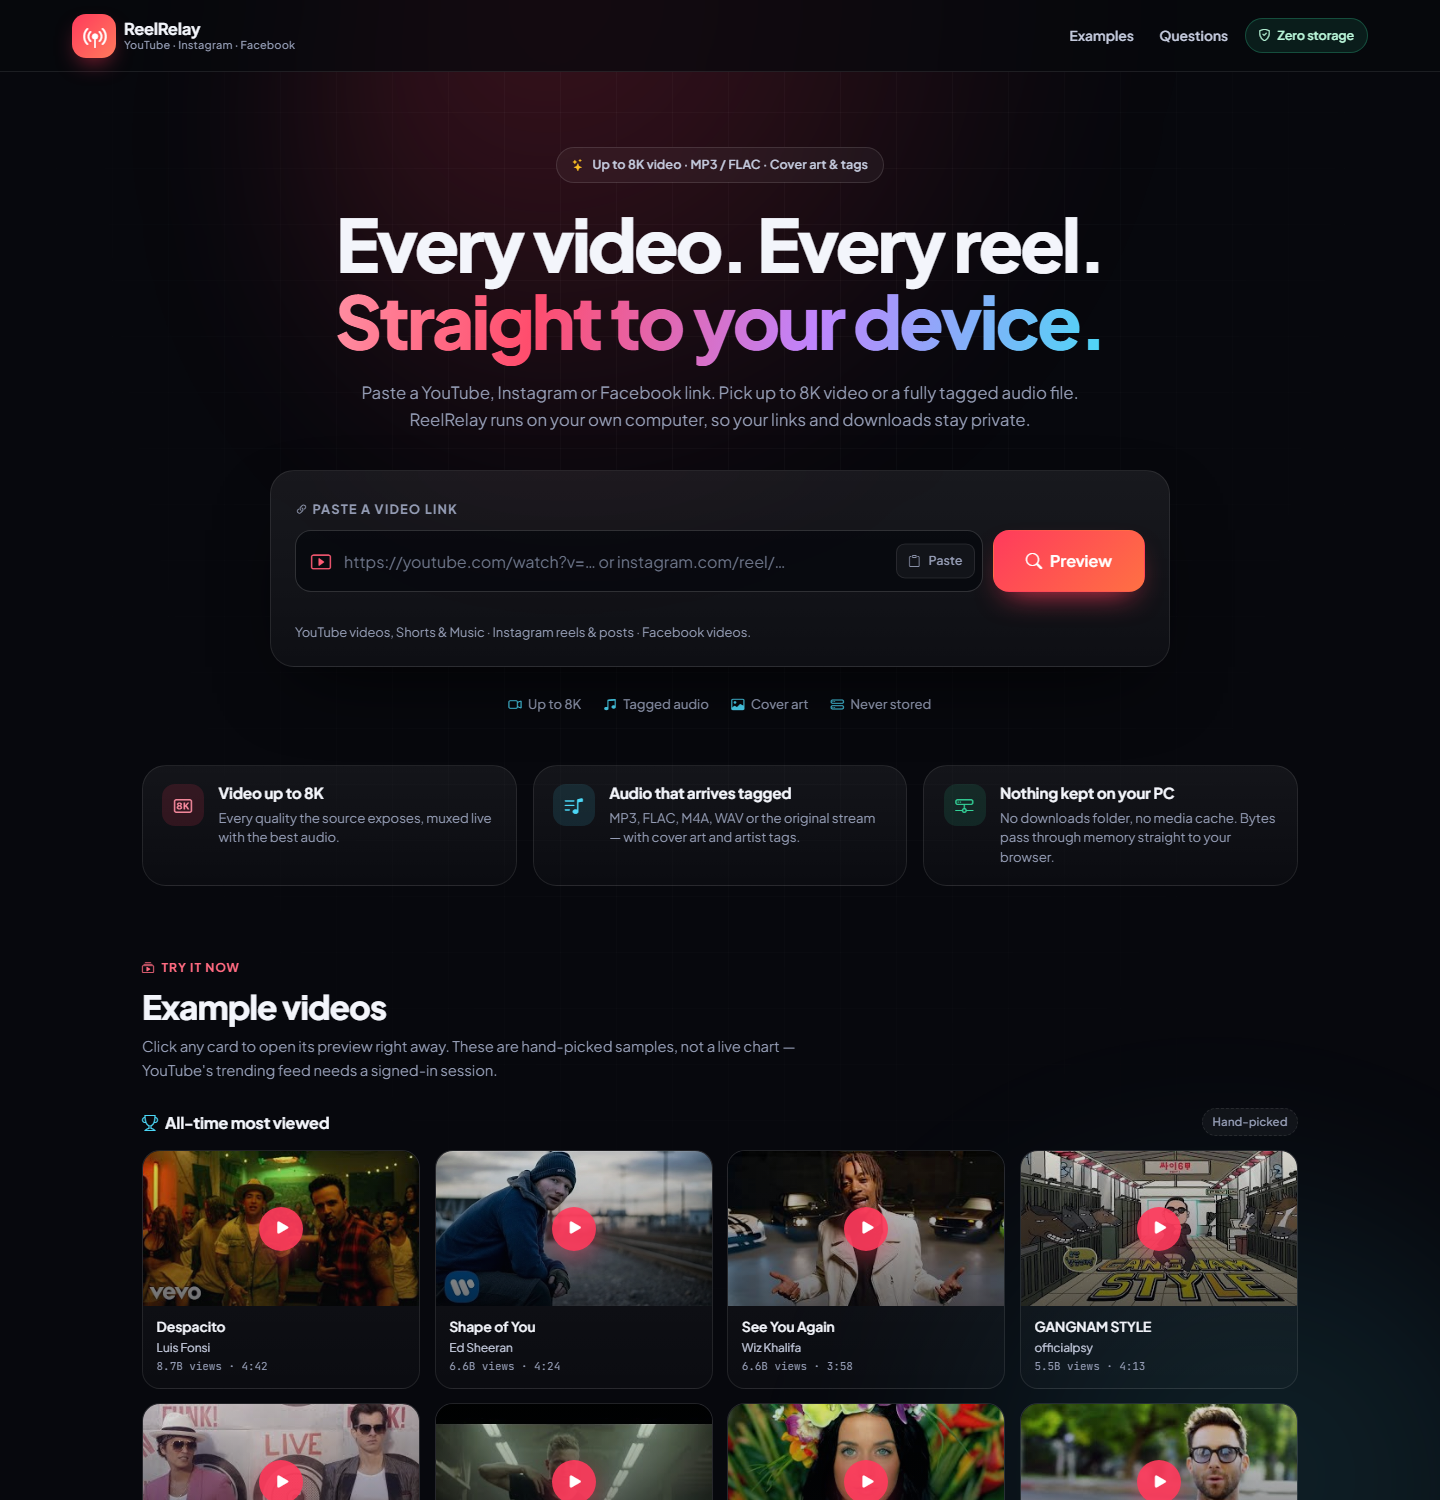 ReelRelay
YouTube · Instagram · Facebook
Examples
Questions
Zero storage
Up to 8K video · MP3 / FLAC · Cover art & tags
Every video. Every reel.
Straight to your device.
Paste a YouTube, Instagram or Facebook link. Pick up to 8K video or a fully tagged audio file.
ReelRelay runs on your own computer, so your links and downloads stay private.
PASTE A VIDEO LINK
https://youtube.com/watch?v=… or instagram.com/reel/…
Paste
Preview
YouTube videos, Shorts & Music · Instagram reels & posts · Facebook videos.
Up to 8K
Tagged audio
Cover art
Never stored
8K
Video up to 8K
Every quality the source exposes, muxed live
with the best audio.
Audio that arrives tagged
MP3, FLAC, M4A, WAV or the original stream
— with cover art and artist tags.
Nothing kept on your PC
No downloads folder, no media cache. Bytes
pass through memory straight to your
browser.
TRY IT NOW
Example videos
Click any card to open its preview right away. These are hand-picked samples, not a live chart —
YouTube's trending feed needs a signed-in session.
All-time most viewed
Hand-picked
vevo
싸이6甲
GANGNAM
STYLE
Despacito
Luis Fonsi
8.7B views · 4:42
Shape of You
Ed Sheeran
6.6B views · 4:24
See You Again
Wiz Khalifa
6.6B views · 3:58
GANGNAM STYLE
officialpsy
5.5B views · 4:13
FUNK!
LIVE